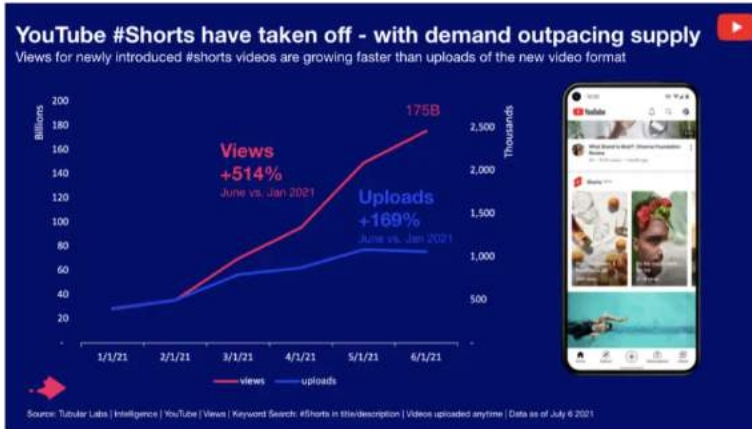 YouTube #Shorts have taken off - with demand outpacing supply
Views for newly introduced #shorts videos are growing faster than uploads of the new video format
Billions
200
180
160
140
120
100
80
60
40
20
-
175B
Views
+514%
June vs. Jan 2021
Uploads
+169%
June vs. Jan 2021
Thousands
2,500
2,000
1,500
1,000
500
-
1/1/21
2/1/21
3/1/21
4/1/21
5/1/21
6/1/21
views
uploads
YouTube
Shorts
Source: Tubular Labs | Intelligence | YouTube | Views | Keyword Search: #Shorts in title/description | Videos uploaded anytime | Data as of July 6 2021